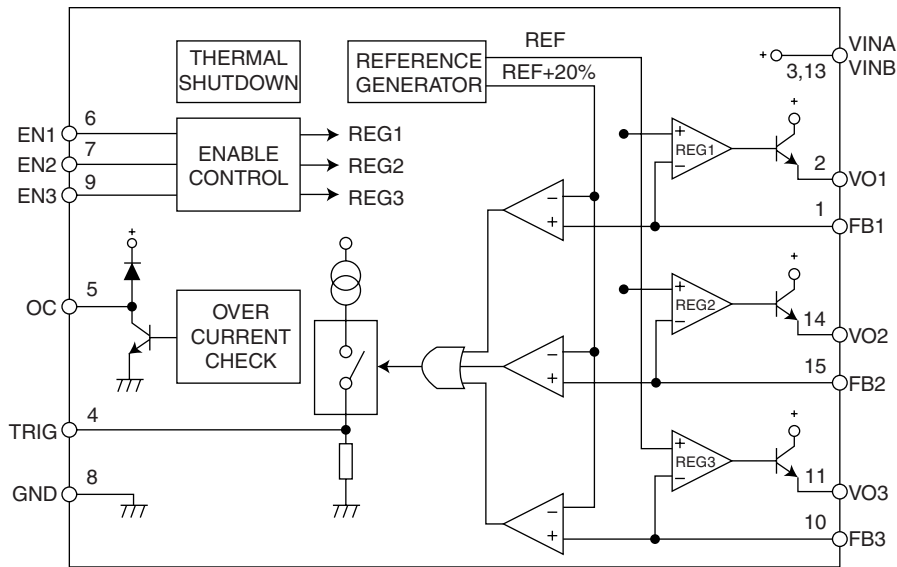 THERMAL
SHUTDOWN
REFERENCE
GENERATOR
REF
REF+20%
+
3,13
VINA
VINB
EN1
6
EN2
7
EN3
9
ENABLE
CONTROL
REG1
REG2
REG3
+
–
REG1
+
2
VO1
1
FB1
–
+
+
OC
5
OVER
CURRENT
CHECK
+
–
REG2
+
14
VO2
15
FB2
–
+
TRIG
4
+
–
REG3
+
11
VO3
10
FB3
–
+
GND
8